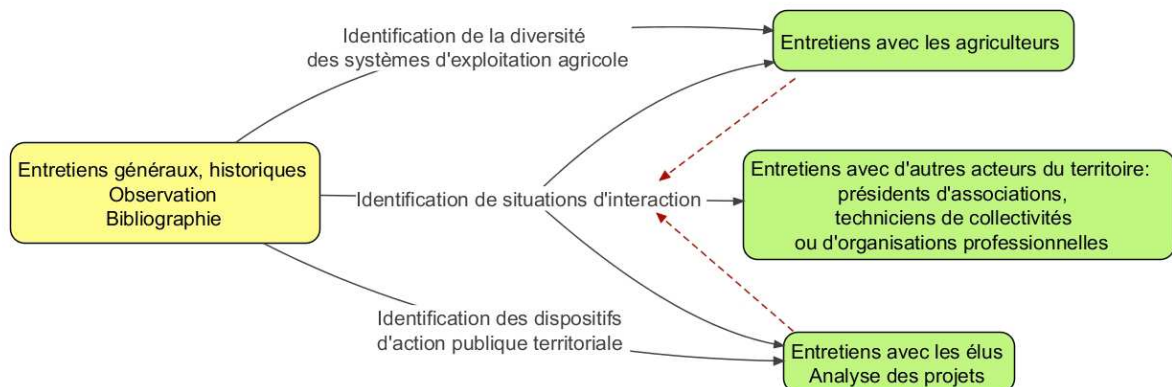 Identification de la diversité
des systèmes d'exploitation agricole
Entretiens avec les agriculteurs
Entretiens généraux, historiques
Observation
Bibliographie
Identification de situations d'interaction
Entretiens avec d'autres acteurs du territoire:
présidents d'associations,
techniciens de collectivités
ou d'organisations professionnelles
Identification des dispositifs
d'action publique territoriale
Entretiens avec les élus
Analyse des projets